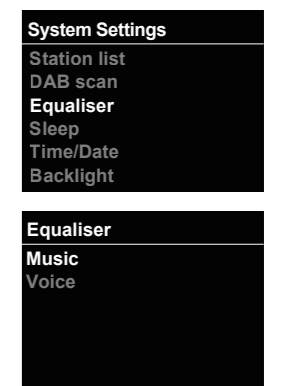 System Settings
Station list
DAB scan
Equaliser
Sleep
Time/Date
Backlight
Equaliser
Music
Voice